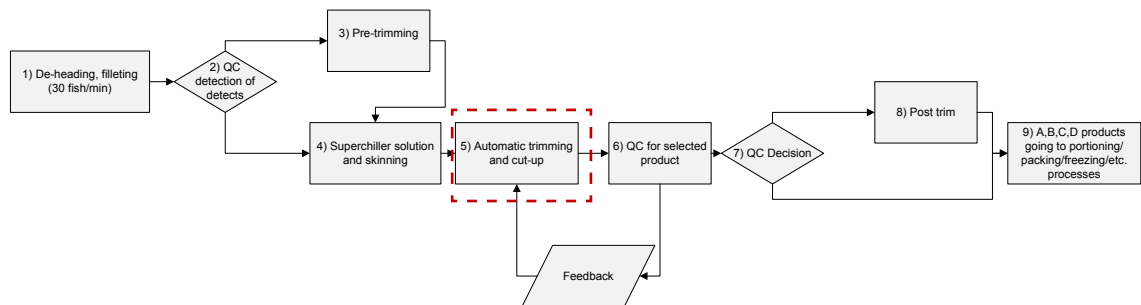 1) De-heading, filleting
(30 fish/min)
2) QC
detection of
detects
3) Pre-trimming
4) Superchiller solution
and skinning
5) Automatic trimming
and cut-up
6) QC for selected
product
7) QC Decision
8) Post trim
9) A,B,C,D products
going to portioning/
packing/freezing/etc.
processes
Feedback